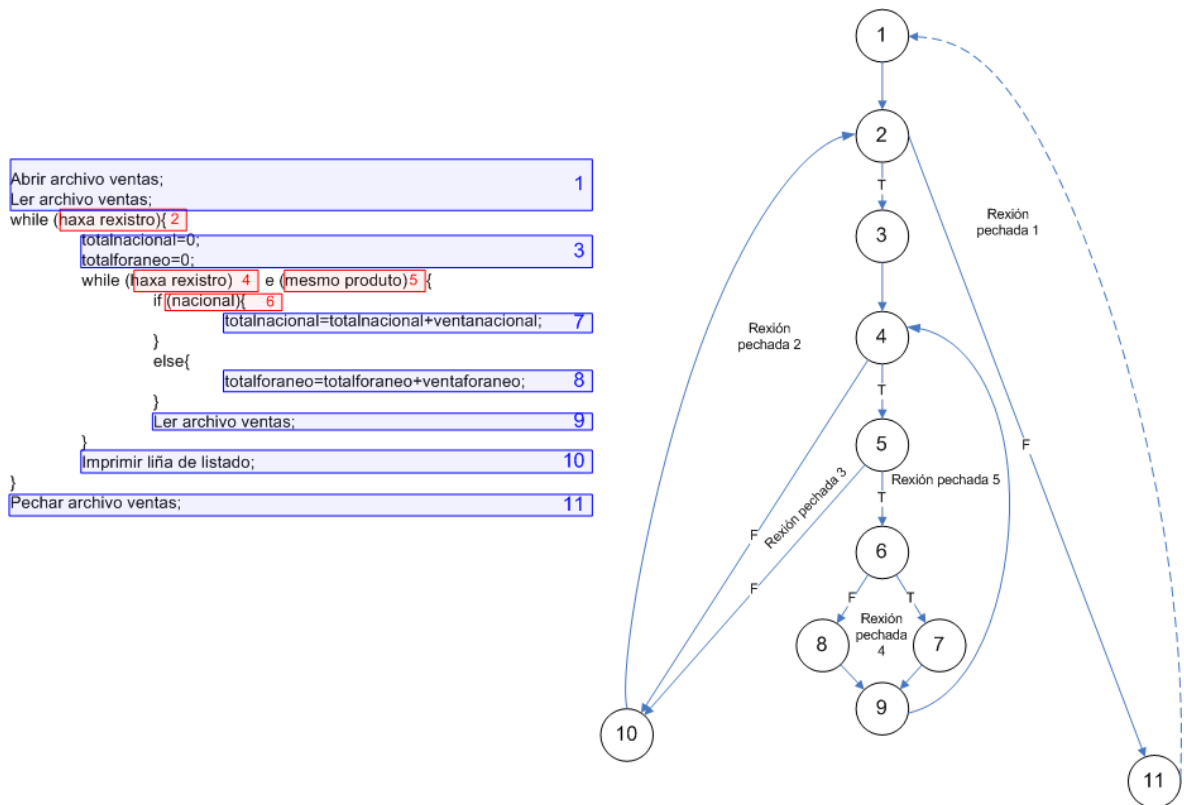 Abrir archivo ventas;
Ler archivo ventas; 1
while (haxa rexistro){ 2
totalnacional=0;
totalforaneo=0; 3
while (haxa rexistro) 4 e (mesmo produto) 5 {
if (nacional){ 6
totalnacional=totalnacional+ventanacional; 7
}
else{
totalforaneo=totalforaneo+ventaforaneo; 8
}
Ler archivo ventas; 9
}
Imprimir liña de listado; 10
}
Pechar archivo ventas; 11
1
2
T
3
Rexión
pechada 1
Rexión
pechada 2
4
T
5
F
Rexión pechada 3
Rexión pechada 5
T
F
6
F
F
T
8
Rexión
pechada
4
7
9
10
11